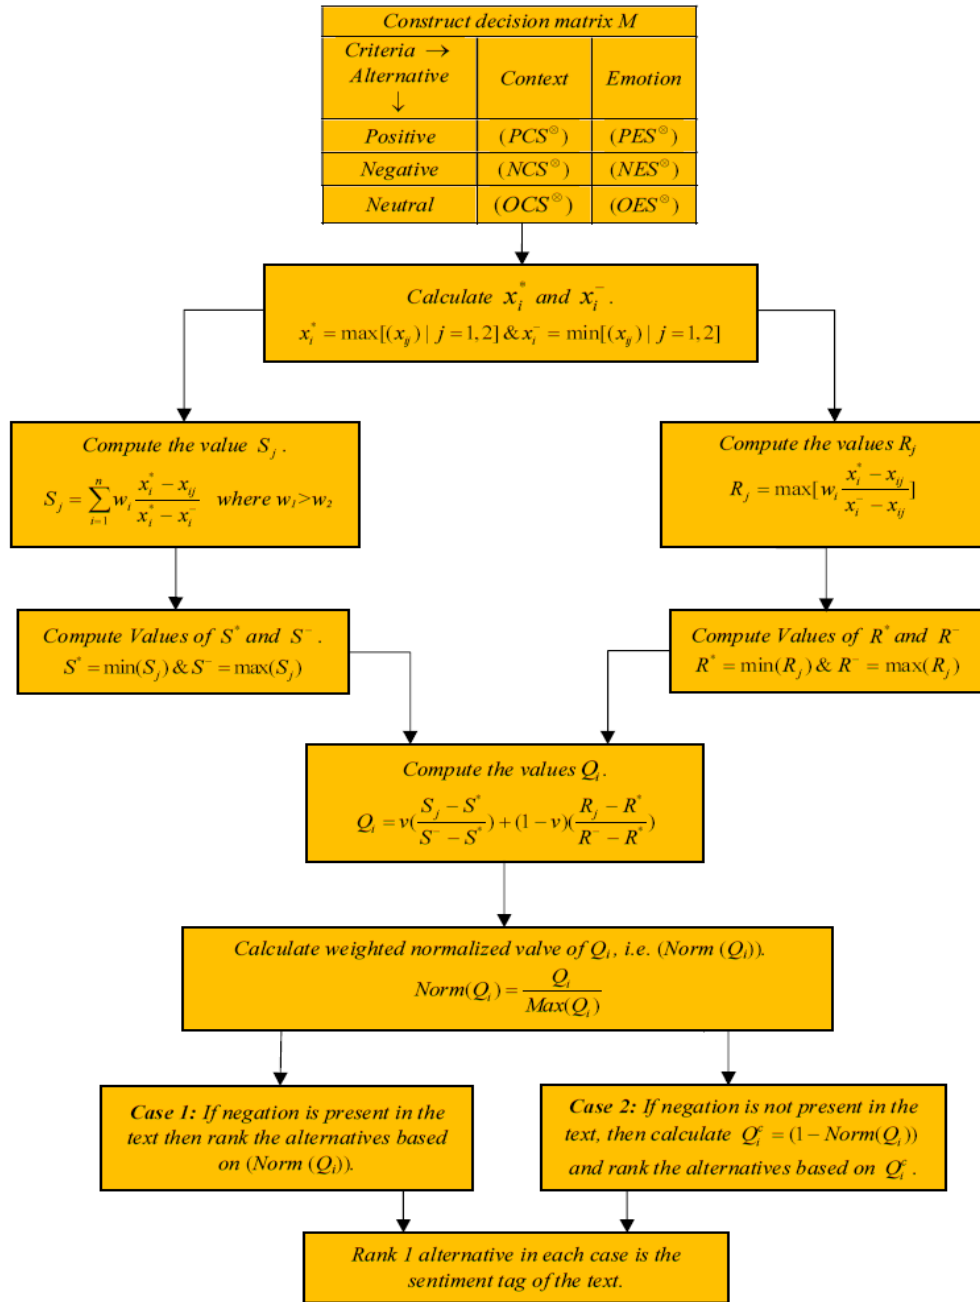 Construct decision matrix M
Criteria →
Alternative
↓
Context
Emotion
Positive
(PCS^⊗)
(PES^⊗)
Negative
(NCS^⊗)
(NES^⊗)
Neutral
(OCS^⊗)
(OES^⊗)
Calculate x_i^* and x_i^-.
x_i^* = max[(x_ij) | j = 1, 2] & x_i^- = min[(x_ij) | j = 1, 2]
Compute the value S_j.
S_j = ∑_{i=1}^{n} w_i (x_i^* - x_ij)/(x_i^* - x_i^-) where w_1>w_2
Compute the values R_j
R_j = max[w_i (x_i^* - x_ij)/(x_i^- - x_ij)]
Compute Values of S^* and S^-.
S^* = min(S_j) & S^- = max(S_j)
Compute Values of R^* and R^-
R^* = min(R_j) & R^- = max(R_j)
Compute the values Q_i.
Q_i = v((S_j - S^*)/(S^- - S^*)) + (1 - v)((R_j - R^*)/(R^- - R^*))
Calculate weighted normalized valve of Q_i, i.e. (Norm (Q_i)).
Norm(Q_i) = Q_i/Max(Q_i)
Case 1: If negation is present in the
text then rank the alternatives based
on (Norm (Q_i)).
Case 2: If negation is not present in the
text, then calculate Q_i^c = (1 - Norm(Q_i))
and rank the alternatives based on Q_i^c.
Rank 1 alternative in each case is the
sentiment tag of the text.